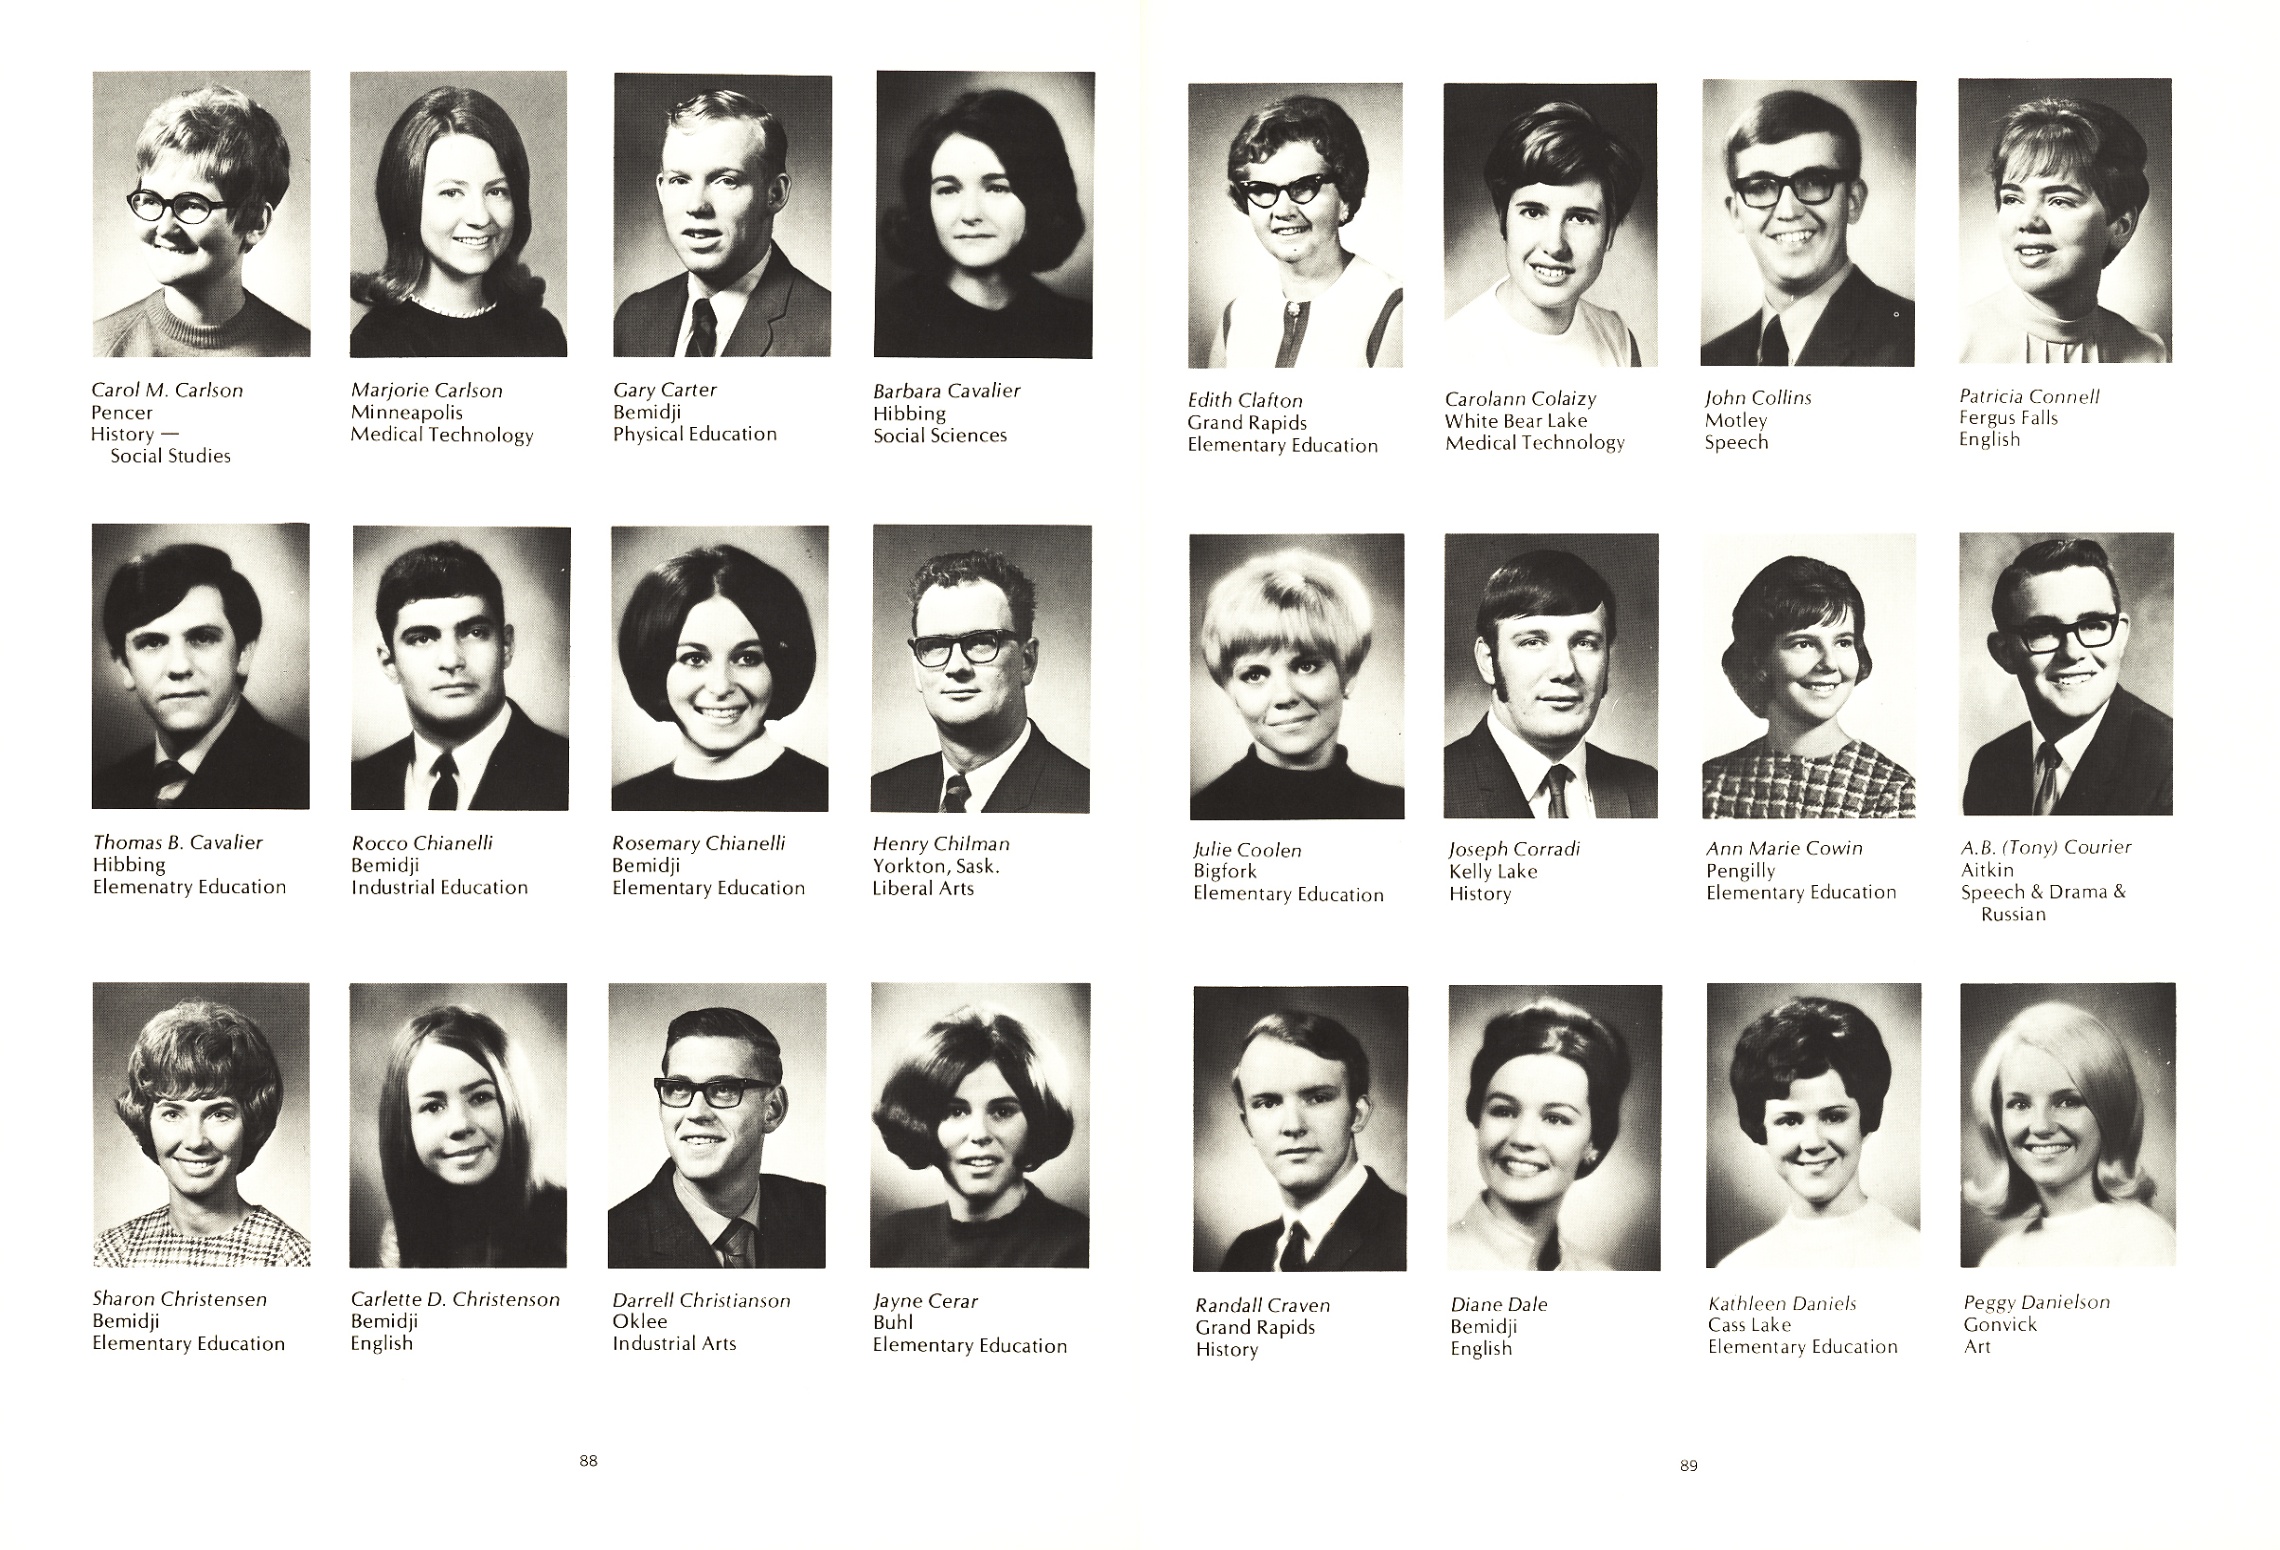 Carol M. Carlson
Pencer
History —
Social Studies
Marjorie Carlson
Minneapolis
Medical Technology
Gary Carter
Bemidji
Physical Education
Barbara Cavalier
Hibbing
Social Sciences
Thomas B. Cavalier
Hibbing
Elemenatry Education
Rocco Chianelli
Bemidji
Industrial Education
Rosemary Chianelli
Bemidji
Elementary Education
Henry Chilman
Yorkton, Sask.
Liberal Arts
Sharon Christensen
Bemidji
Elementary Education
Carlette D. Christenson
Bemidji
English
Darrell Christianson
Oklee
Industrial Arts
Jayne Cerar
Buhl
Elementary Education
88
Edith Clafton
Grand Rapids
Elementary Education
Carolann Colaizy
White Bear Lake
Medical Technology
John Collins
Motley
Speech
Patricia Connell
Fergus Falls
English
Julie Coolen
Bigfork
Elementary Education
Joseph Corradi
Kelly Lake
History
Ann Marie Cowin
Pengilly
Elementary Education
A.B. (Tony) Courier
Aitkin
Speech & Drama &
Russian
Randall Craven
Grand Rapids
History
Diane Dale
Bemidji
English
Kathleen Daniels
Cass Lake
Elementary Education
Peggy Danielson
Gonvick
Art
89